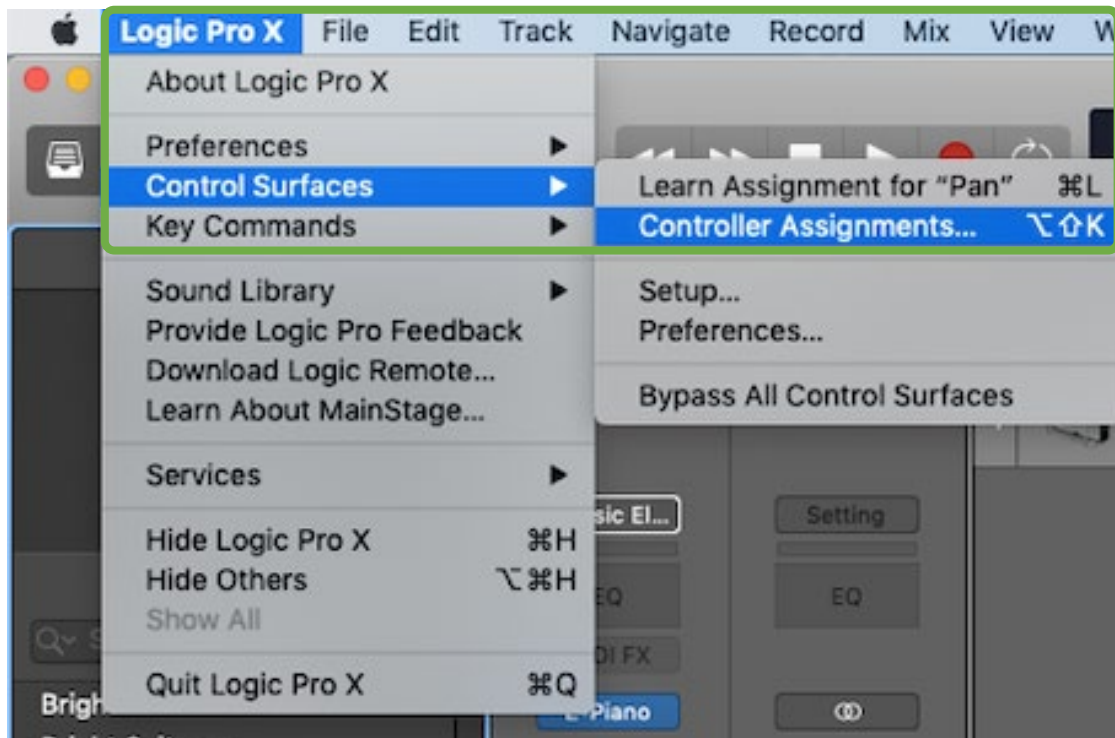 Logic Pro X File Edit Track Navigate Record Mix View
About Logic Pro X
Preferences ▶
Control Surfaces ▶
Key Commands ▶
Learn Assignment for “Pan” ⌘L
Controller Assignments... ⌥⇧K
Setup...
Preferences...
Bypass All Control Surfaces
Sound Library ▶
Provide Logic Pro Feedback
Download Logic Remote...
Learn About MainStage...
Services ▶
Hide Logic Pro X ⌘H
Hide Others ⌥⌘H
Show All
Quit Logic Pro X ⌘Q
Setting
EQ
EQ
Piano